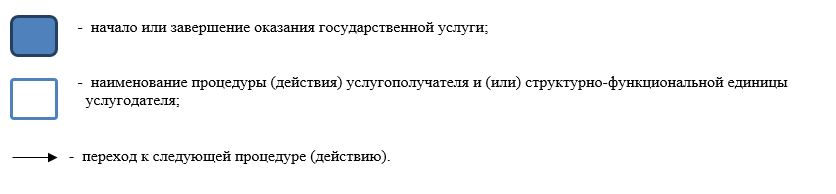 - начало или завершение оказания государственной услуги;
- наименование процедуры (действия) услугополучателя и (или) структурно-функциональной единицы
услугодателя;
- переход к следующей процедуре (действию).